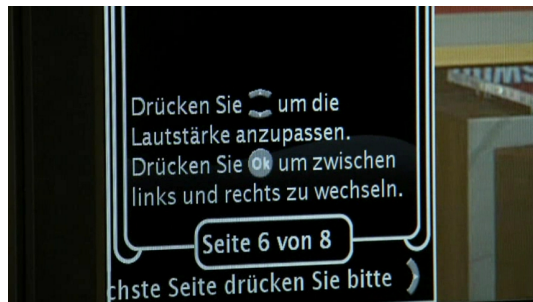 Drücken Sie um die
Lautstärke anzupassen.
Drücken Sie Ok um zwischen
links und rechts zu wechseln.
Seite 6 von 8
chste Seite drücken Sie bitte